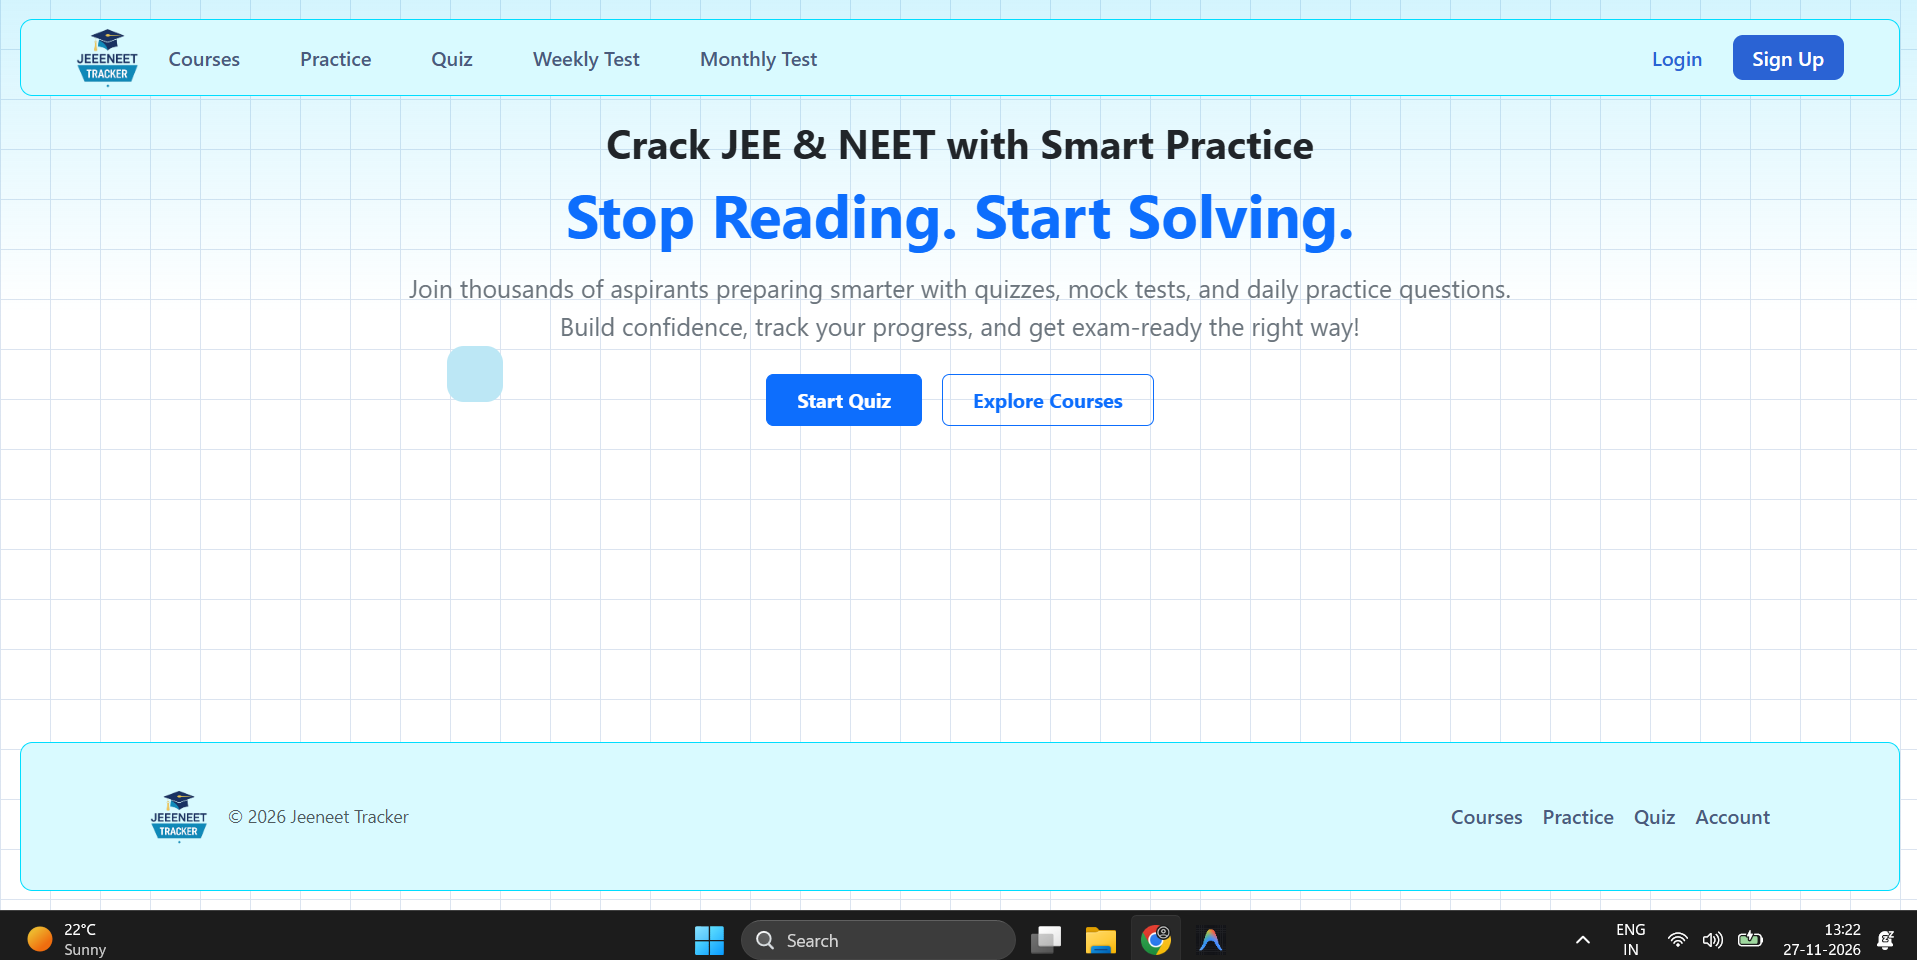 JEEENEET
TRACKER
Courses Practice Quiz Weekly Test Monthly Test Login Sign Up
Crack JEE & NEET with Smart Practice
Stop Reading. Start Solving.
Join thousands of aspirants preparing smarter with quizzes, mock tests, and daily practice questions.
Build confidence, track your progress, and get exam-ready the right way!
Start Quiz Explore Courses
JEEENEET
TRACKER
© 2026 Jeeneet Tracker
Courses Practice Quiz Account
22°C
Sunny
Search
ENG
IN
13:22
27-11-2026